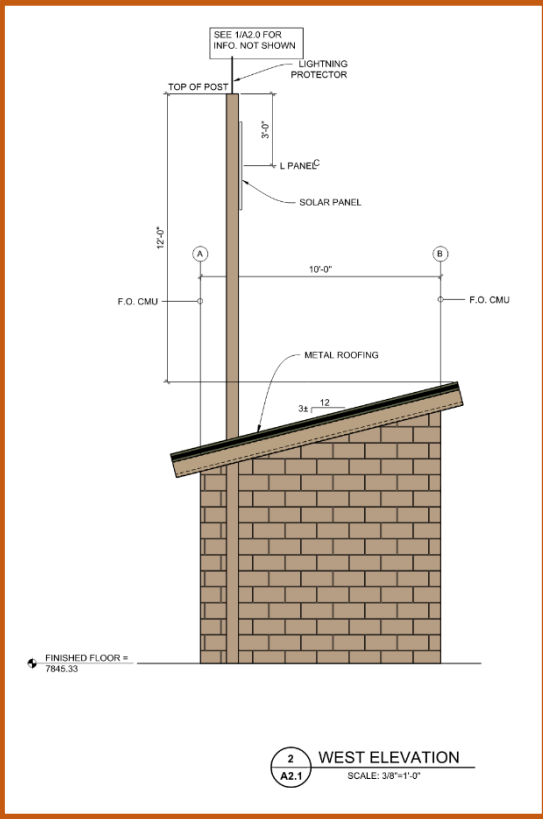 SEE 1/A2.0 FOR
INFO. NOT SHOWN
LIGHTNING
PROTECTOR
TOP OF POST
3'-0"
L PANEL C
SOLAR PANEL
12'-0"
A
B
10'-0"
F.O. CMU
F.O. CMU
METAL ROOFING
12
3±
FINISHED FLOOR =
7845.33
2
A2.1
WEST ELEVATION
SCALE: 3/8"=1'-0"